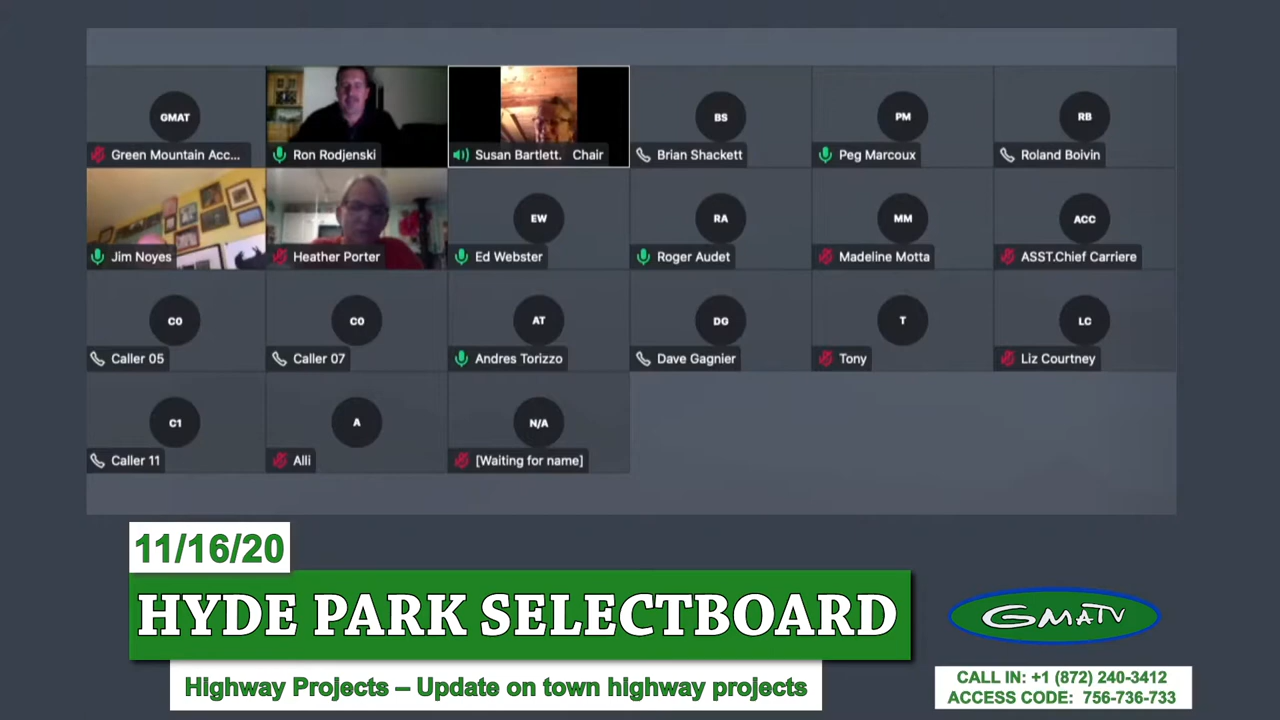 GMAT
Green Mountain Acc...
Ron Rodjenski
Susan Bartlett. Chair
BS
Brian Shackett
PM
Peg Marcoux
RB
Roland Boivin
Jim Noyes
Heather Porter
EW
Ed Webster
RA
Roger Audet
MM
Madeline Motta
ACC
ASST.Chief Carriere
C0
Caller 05
C0
Caller 07
AT
Andres Torizzo
DG
Dave Gagnier
T
Tony
LC
Liz Courtney
C1
Caller 11
A
Alli
N/A
[Waiting for name]
11/16/20
HYDE PARK SELECTBOARD
Highway Projects – Update on town highway projects
GMATV
CALL IN: +1 (872) 240-3412
ACCESS CODE: 756-736-733